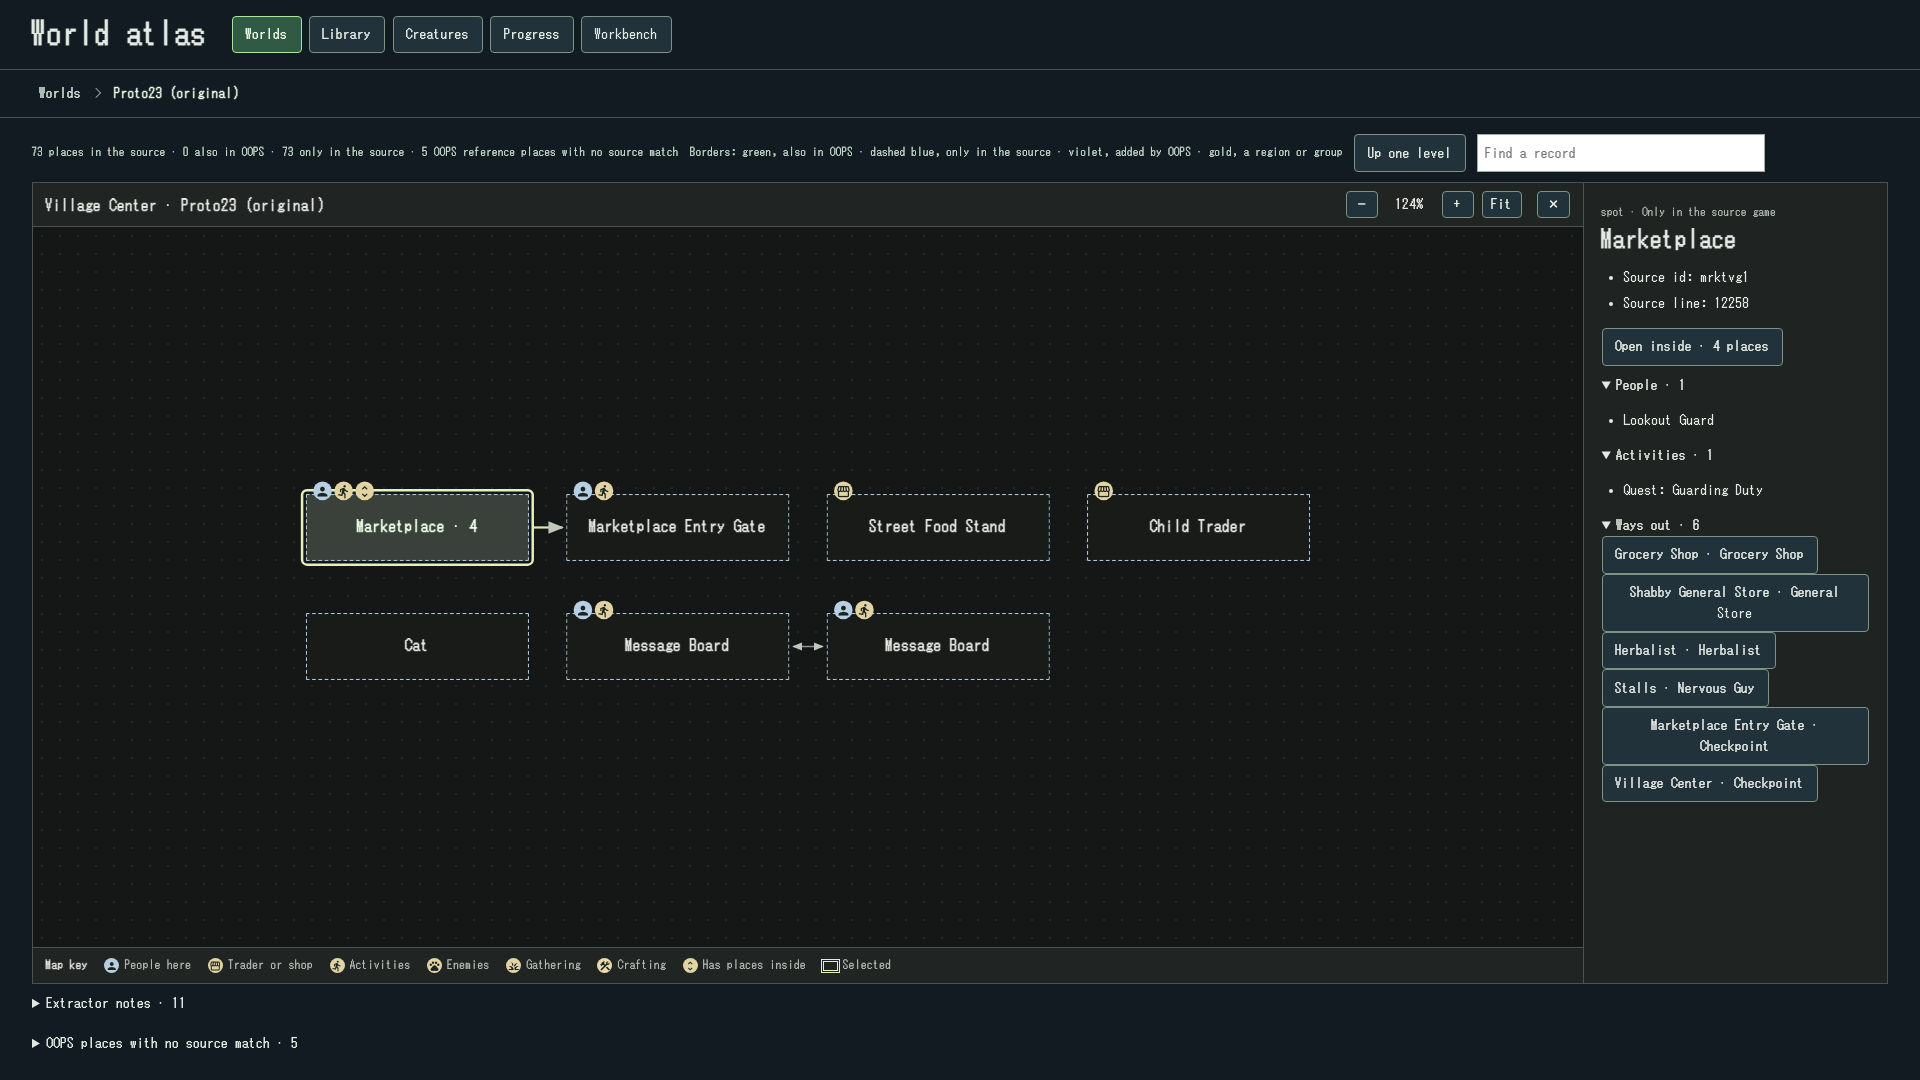 World atlas
Worlds
Library
Creatures
Progress
Workbench
Worlds
Proto23 (original)
73 places in the source · 0 also in OOPS · 73 only in the source · 5 OOPS reference places with no source match
Borders: green, also in OOPS · dashed blue, only in the source · violet, added by OOPS · gold, a region or group
Up one level
Find a record
Village Center · Proto23 (original)
−
124%
+
Fit
×
Marketplace · 4
Marketplace Entry Gate
Street Food Stand
Child Trader
Cat
Message Board
Message Board
Map key
People here
Trader or shop
Activities
Enemies
Gathering
Crafting
Has places inside
Selected
spot · Only in the source game
Marketplace
• Source id: mrktvg1
• Source line: 12258
Open inside · 4 places
▼ People · 1
• Lookout Guard
▼ Activities · 1
• Quest: Guarding Duty
▼ Ways out · 6
Grocery Shop · Grocery Shop
Shabby General Store · General
Store
Herbalist · Herbalist
Stalls · Nervous Guy
Marketplace Entry Gate ·
Checkpoint
Village Center · Checkpoint
▶ Extractor notes · 11
▶ OOPS places with no source match · 5